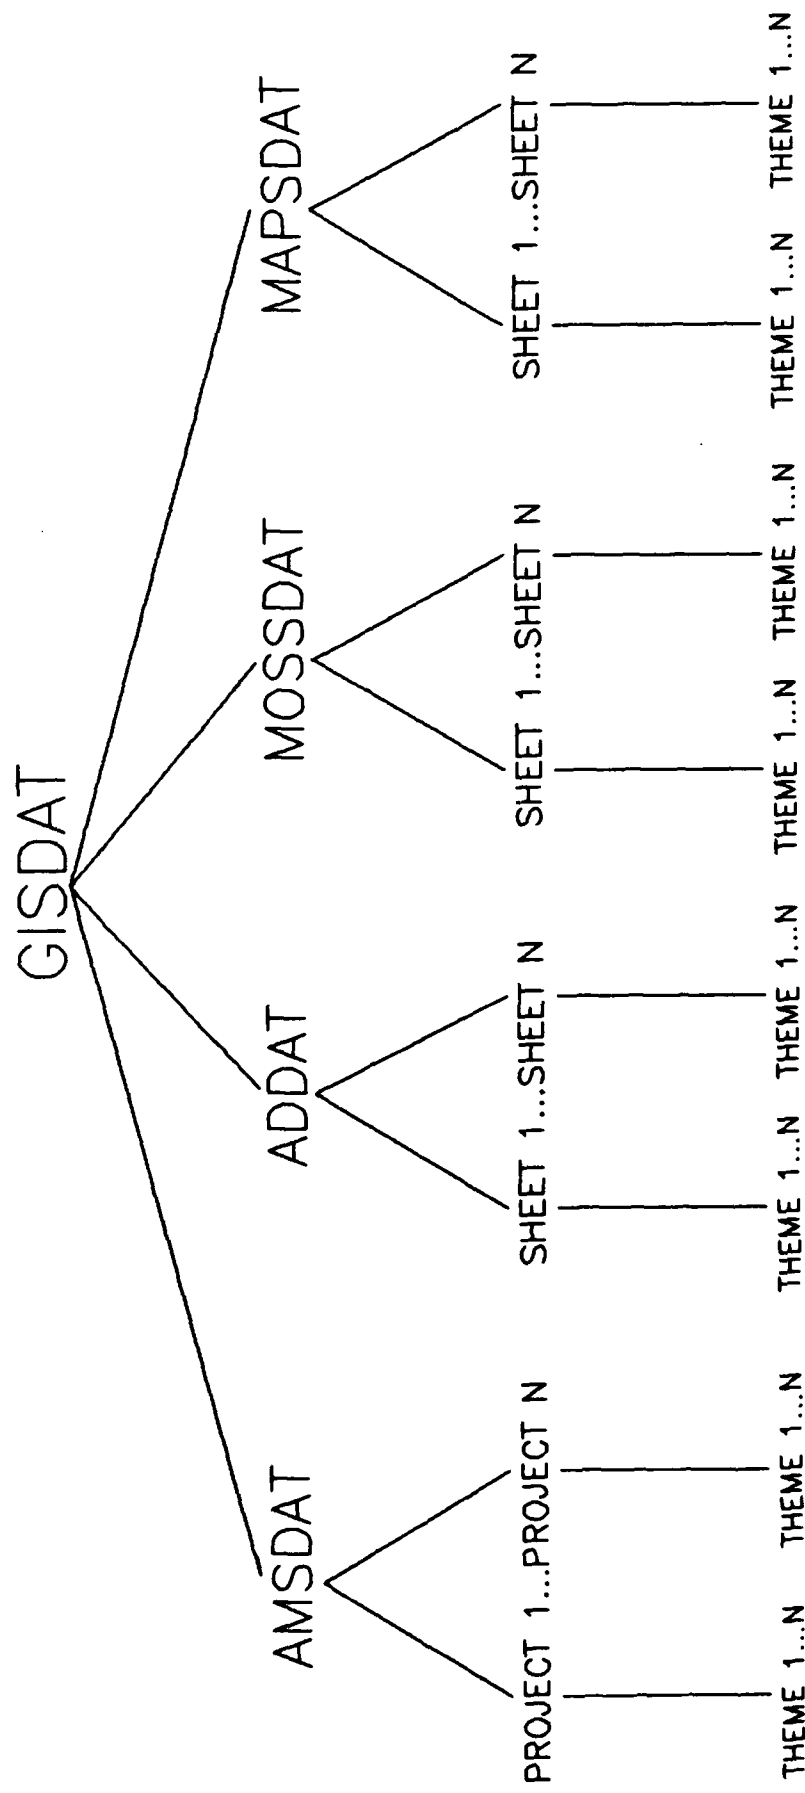 GISDAT
AMSDAT ADDAT MOSSDAT MAPSDAT
PROJECT 1...PROJECT N SHEET 1...SHEET N SHEET 1...SHEET N SHEET 1...SHEET N
THEME 1...N THEME 1...N THEME 1...N THEME 1...N THEME 1...N THEME 1...N THEME 1...N THEME 1...N